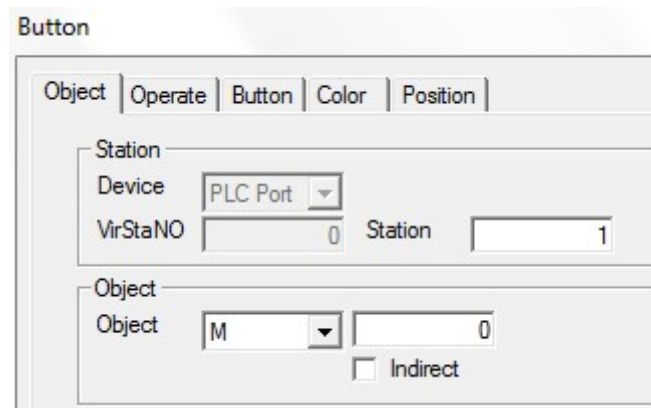 Button
Object Operate Button Color Position
Station
Device PLC Port
VirStaNO 0 Station 1
Object
Object M 0
Indirect